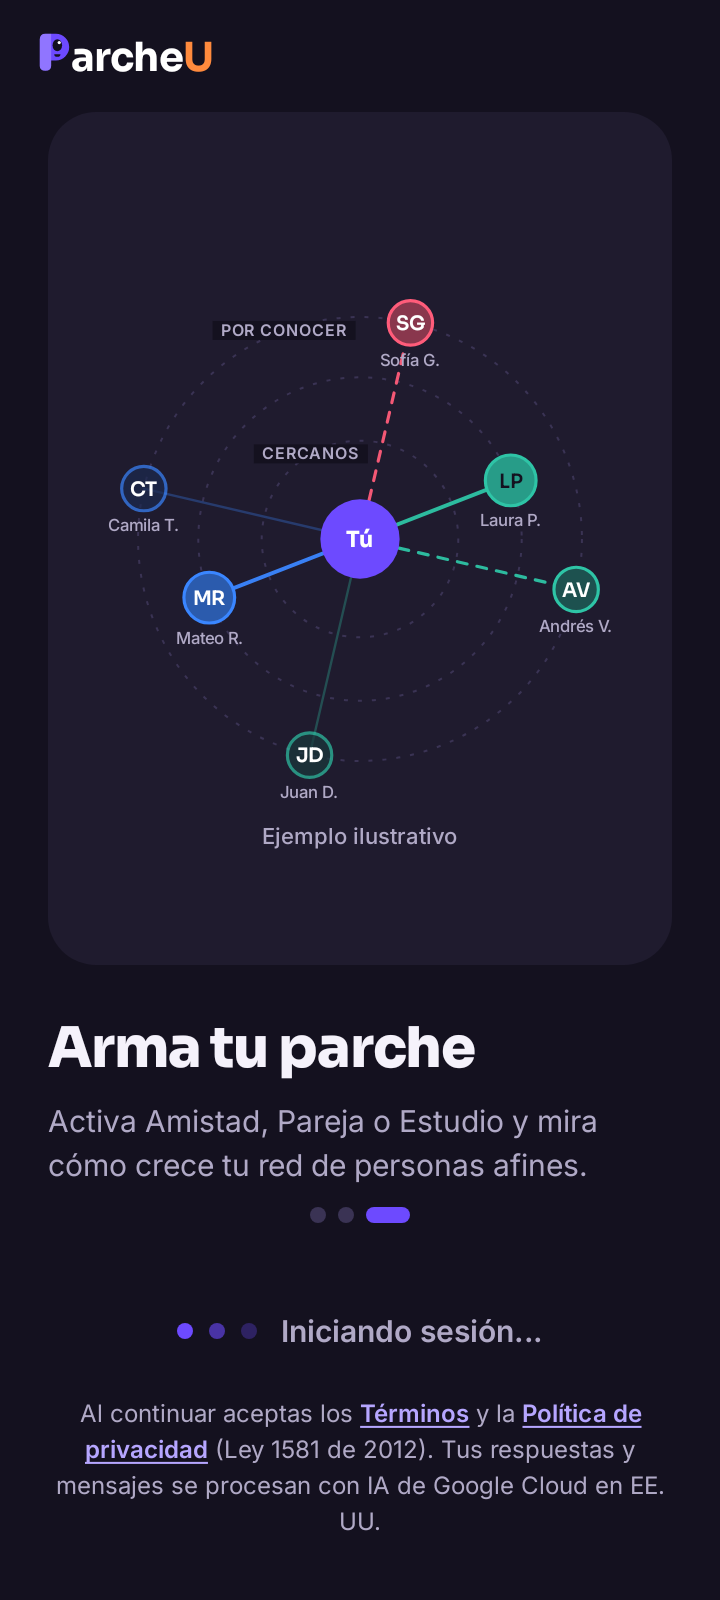 ParcheU
POR CONOCER
SG
Sofía G.
CERCANOS
CT
Camila T.
LP
Laura P.
Tú
MR
Mateo R.
AV
Andrés V.
JD
Juan D.
Ejemplo ilustrativo
Arma tu parche
Activa Amistad, Pareja o Estudio y mira
cómo crece tu red de personas afines.
Iniciando sesión...
Al continuar aceptas los Términos y la Política de
privacidad (Ley 1581 de 2012). Tus respuestas y
mensajes se procesan con IA de Google Cloud en EE.
UU.